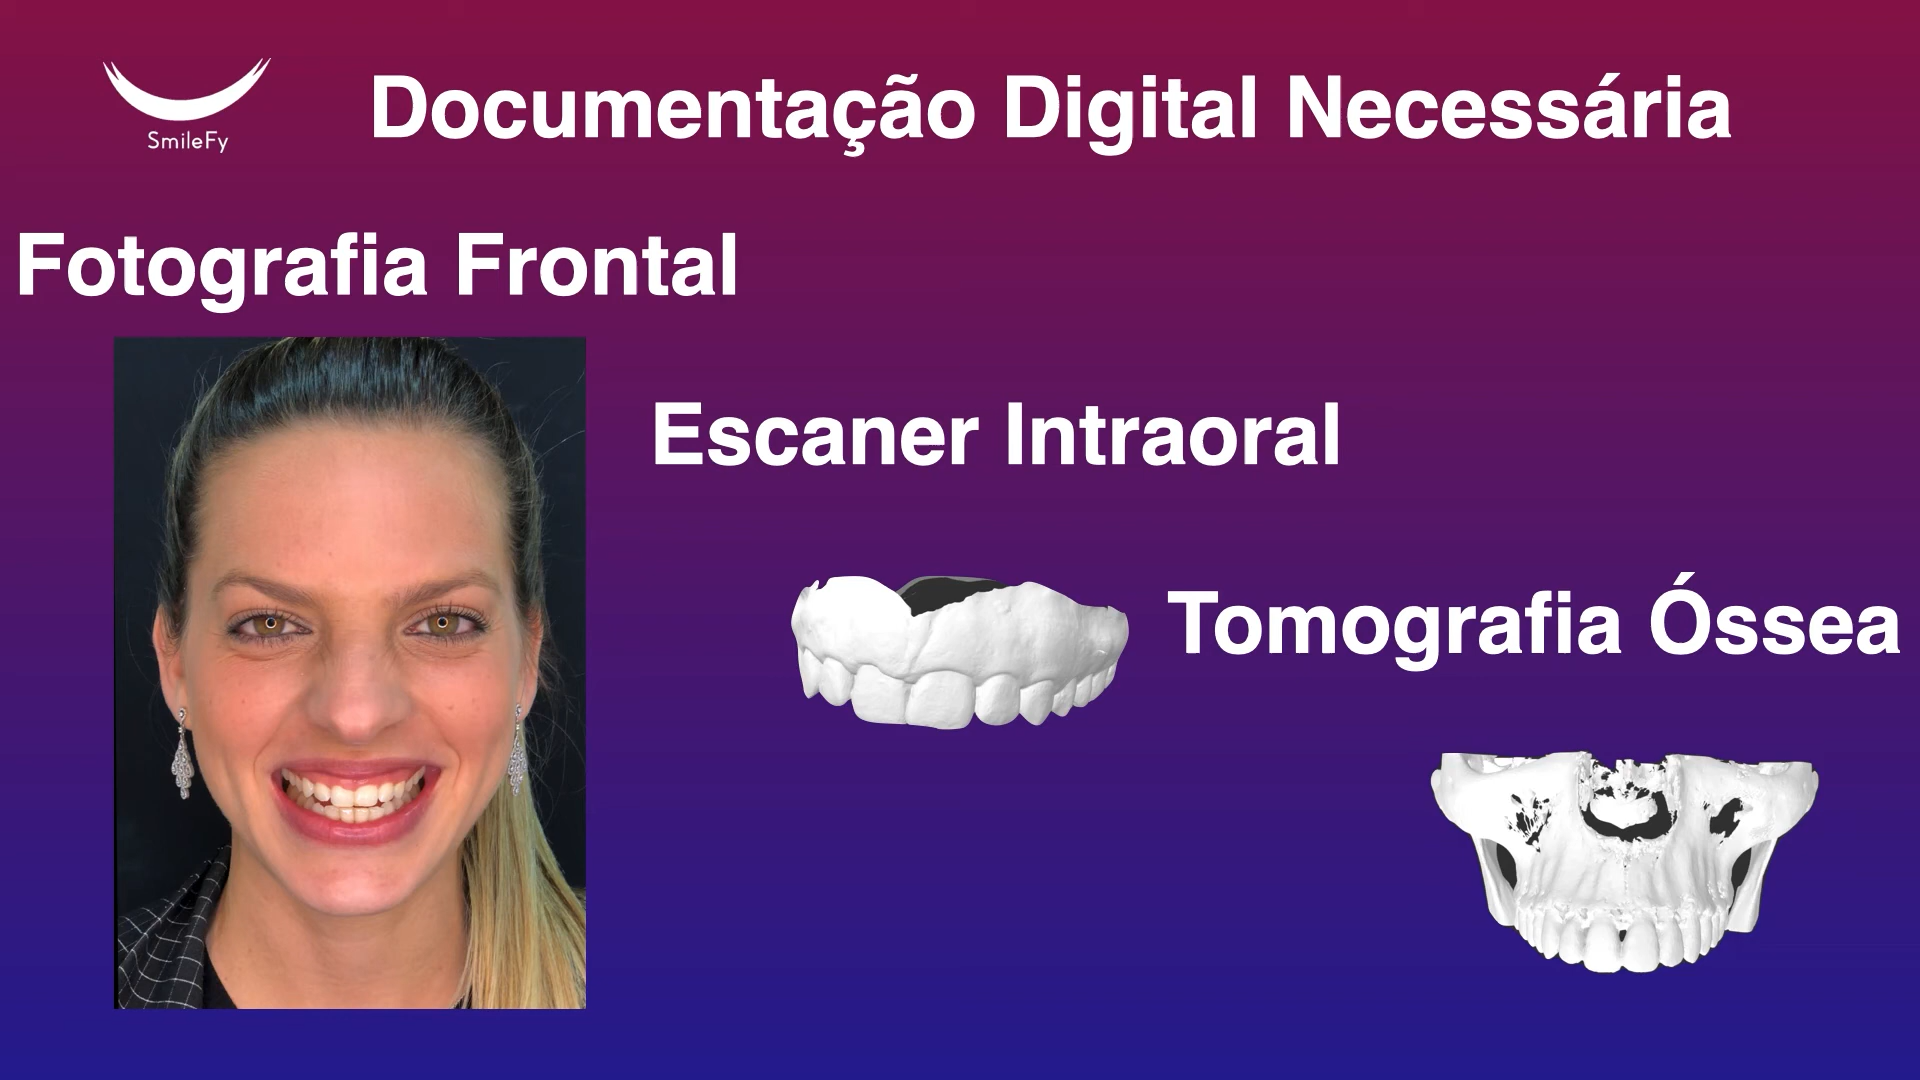 SmileFy
Documentação Digital Necessária
Fotografia Frontal
Escaner Intraoral
Tomografia Óssea